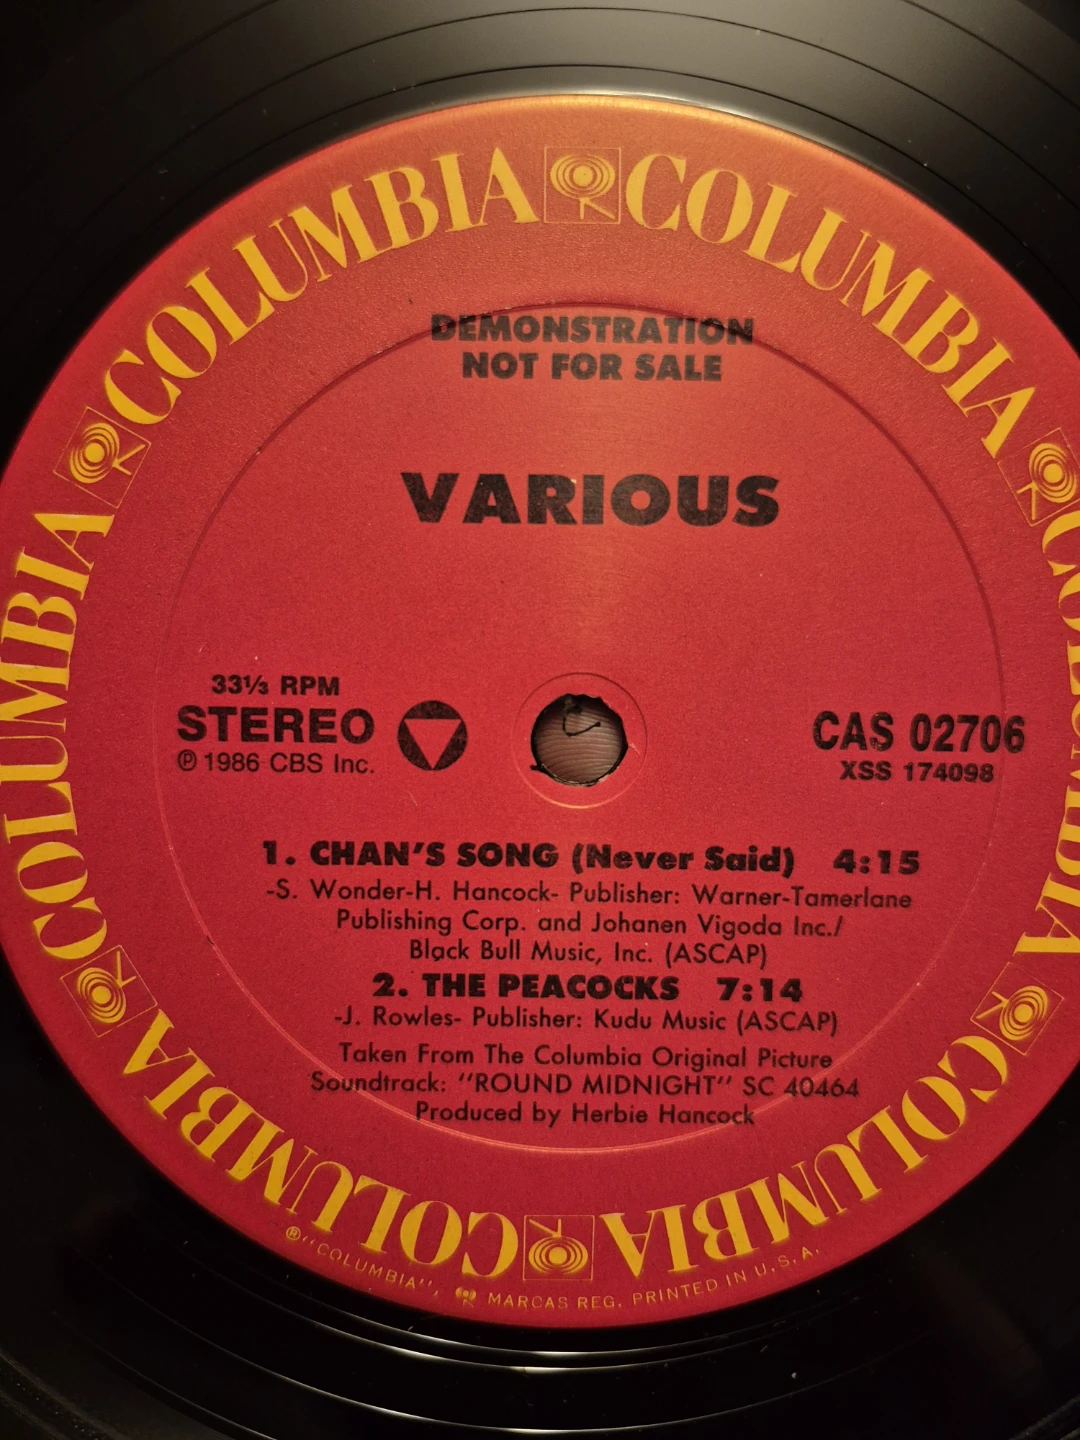 COLUMBIA COLUMBIA COLUMBIA COLUMBIA COLUMBIA COLUMBIA
DEMONSTRATION
NOT FOR SALE
VARIOUS
33⅓ RPM
STEREO
Ⓟ 1986 CBS Inc.
CAS 02706
XSS 174098
1. CHAN'S SONG (Never Said) 4:15
-S. Wonder-H. Hancock- Publisher: Warner-Tamerlane
Publishing Corp. and Johanen Vigoda Inc./
Black Bull Music, Inc. (ASCAP)
2. THE PEACOCKS 7:14
-J. Rowles- Publisher: Kudu Music (ASCAP)
Taken From The Columbia Original Picture
Soundtrack: "ROUND MIDNIGHT" SC 40464
Produced by Herbie Hancock
®"COLUMBIA", MARCAS REG. PRINTED IN U.S.A.